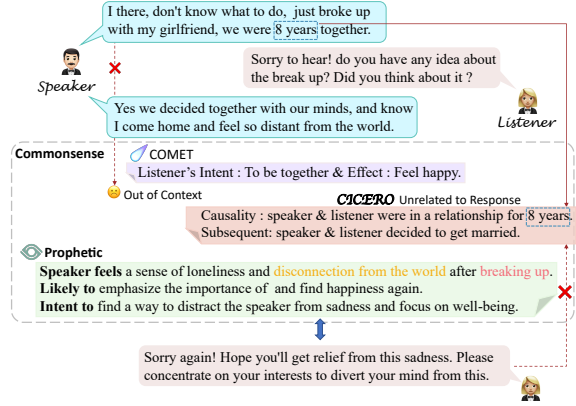 I there, don't know what to do, just broke up
with my girlfriend, we were 8 years together.
Speaker
Sorry to hear! do you have any idea about
the break up? Did you think about it ?
Listener
Yes we decided together with our minds, and know
I come home and feel so distant from the world.
Commonsense
COMET
Listener's Intent : To be together & Effect : Feel happy.
Out of Context
CICERO Unrelated to Response
Causality : speaker & listener were in a relationship for 8 years.
Subsequent: speaker & listener decided to get married.
Prophetic
Speaker feels a sense of loneliness and disconnection from the world after breaking up.
Likely to emphasize the importance of and find happiness again.
Intent to find a way to distract the speaker from sadness and focus on well-being.
Sorry again! Hope you'll get relief from this sadness. Please
concentrate on your interests to divert your mind from this.